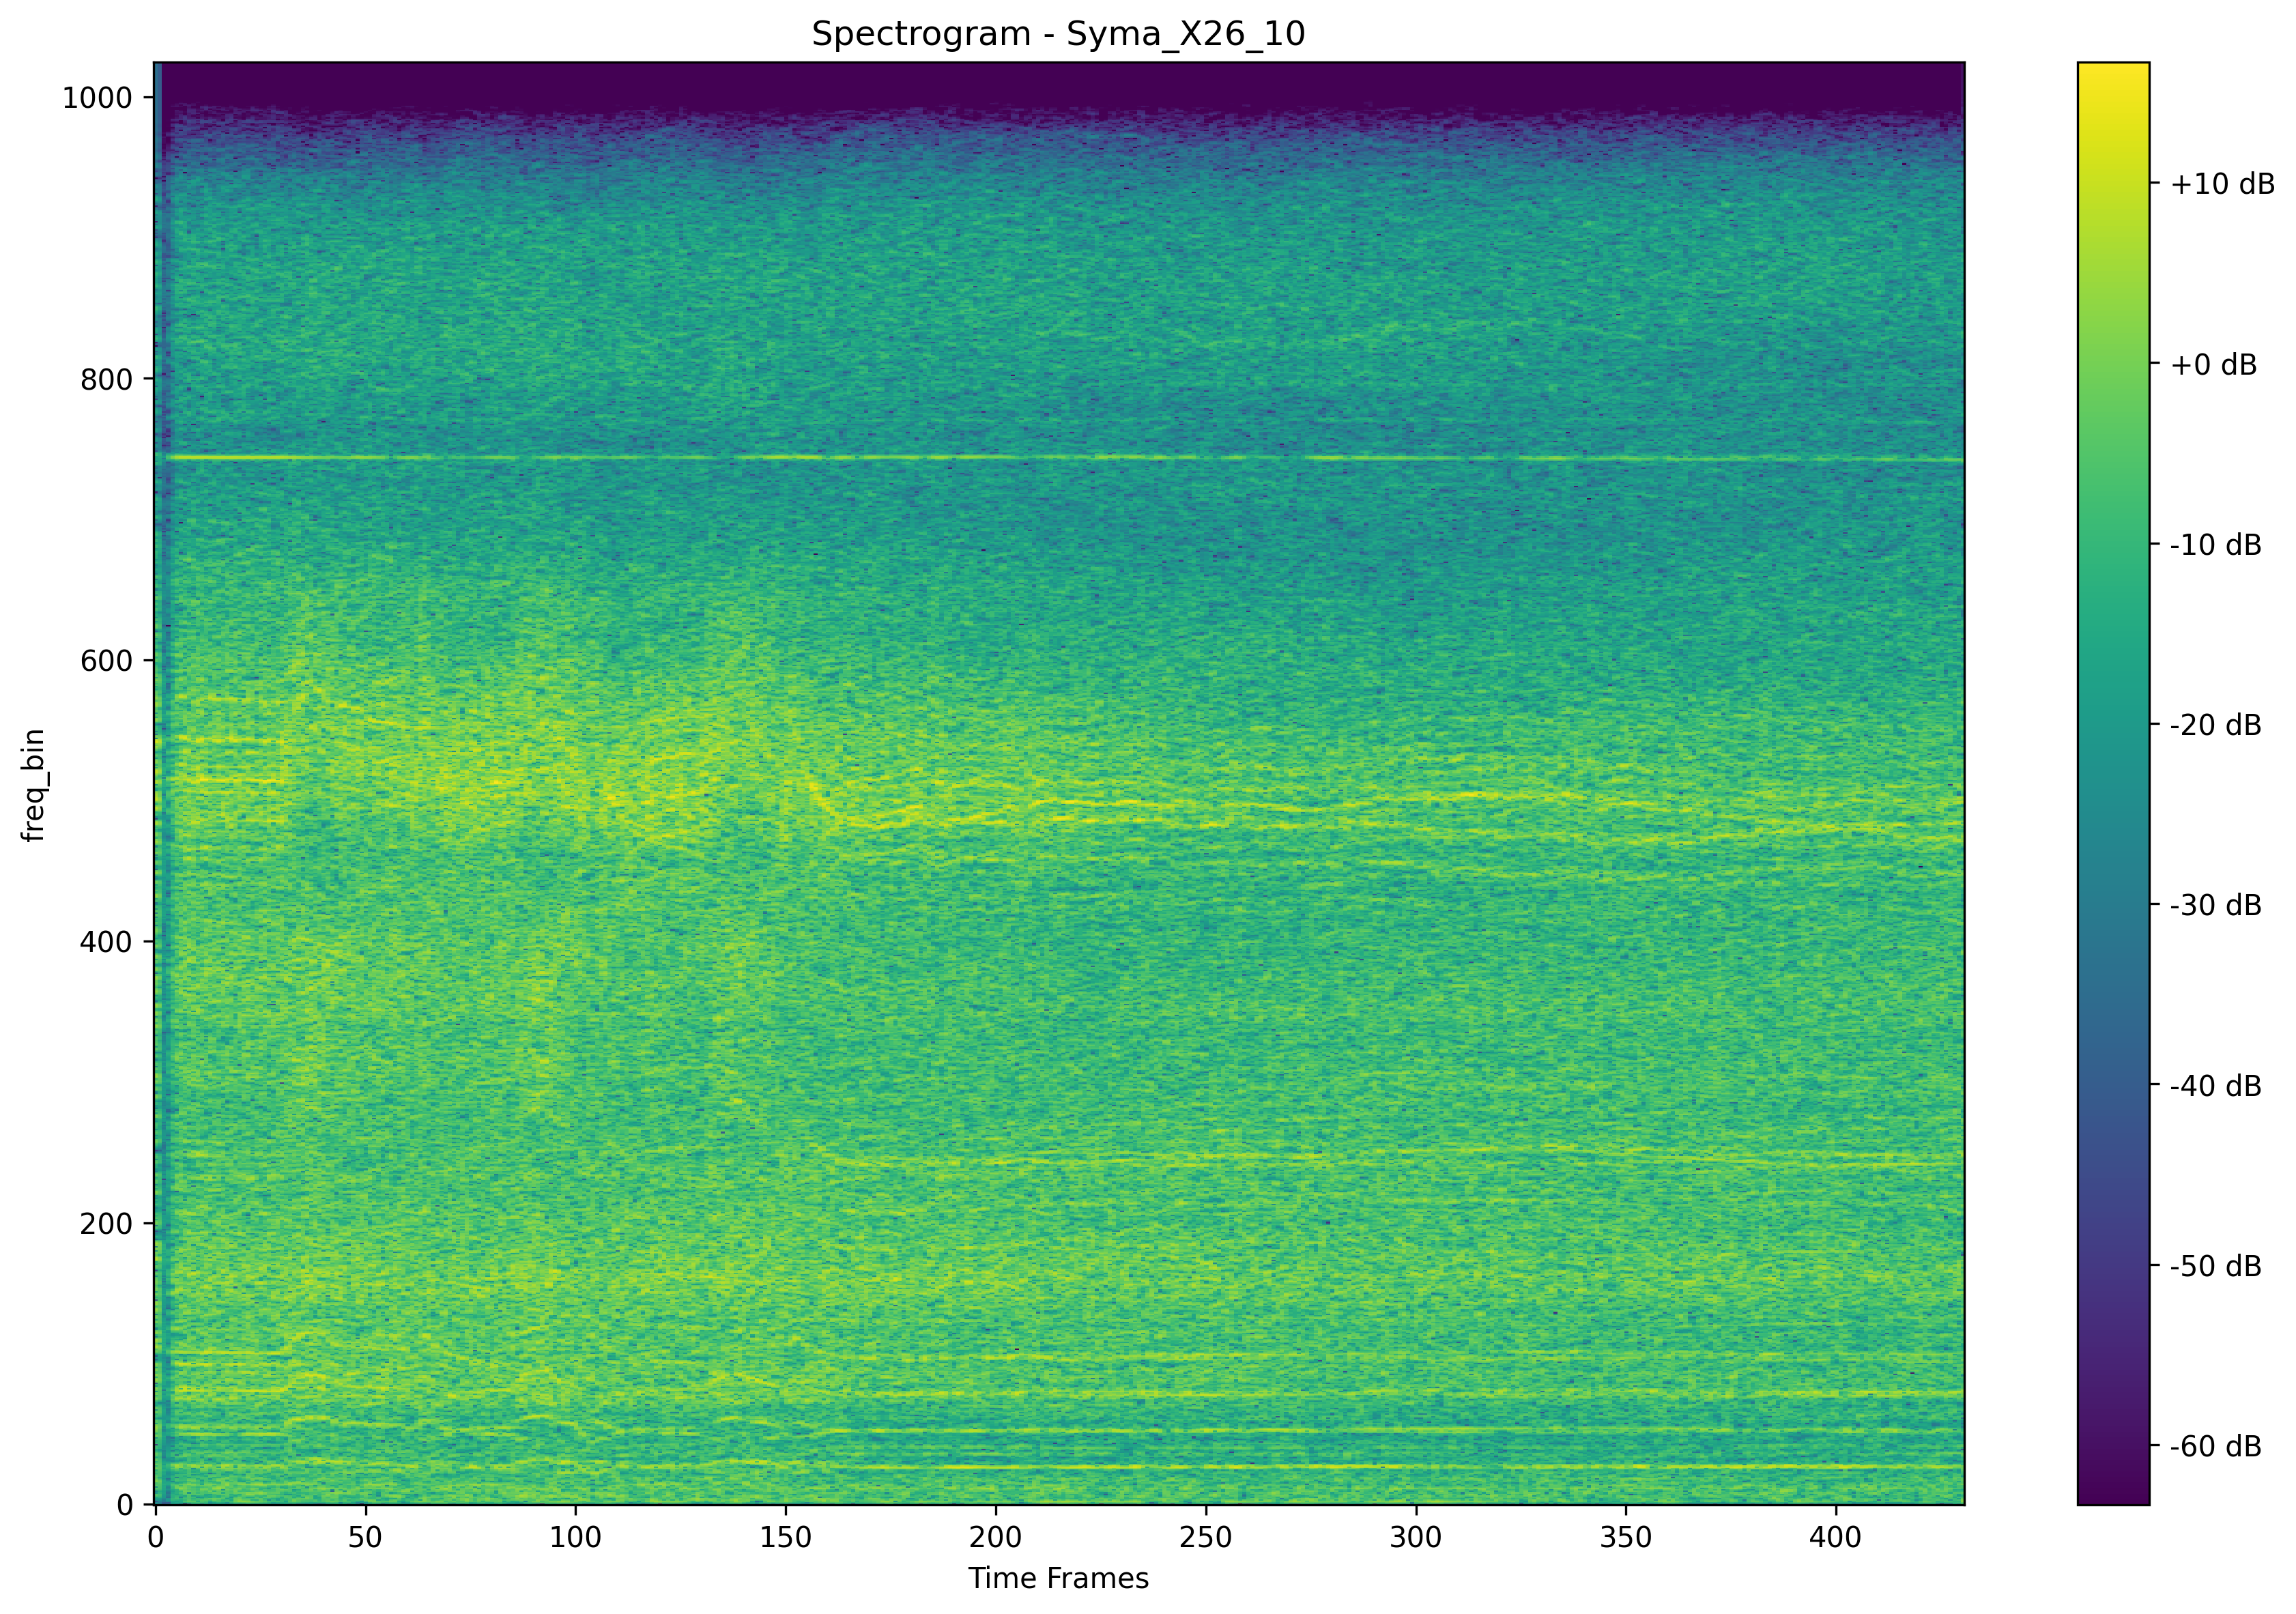 Spectrogram - Syma_X26_10
1000
800
600
400
200
0
freq_bin
0 50 100 150 200 250 300 350 400
Time Frames
+10 dB
+0 dB
-10 dB
-20 dB
-30 dB
-40 dB
-50 dB
-60 dB